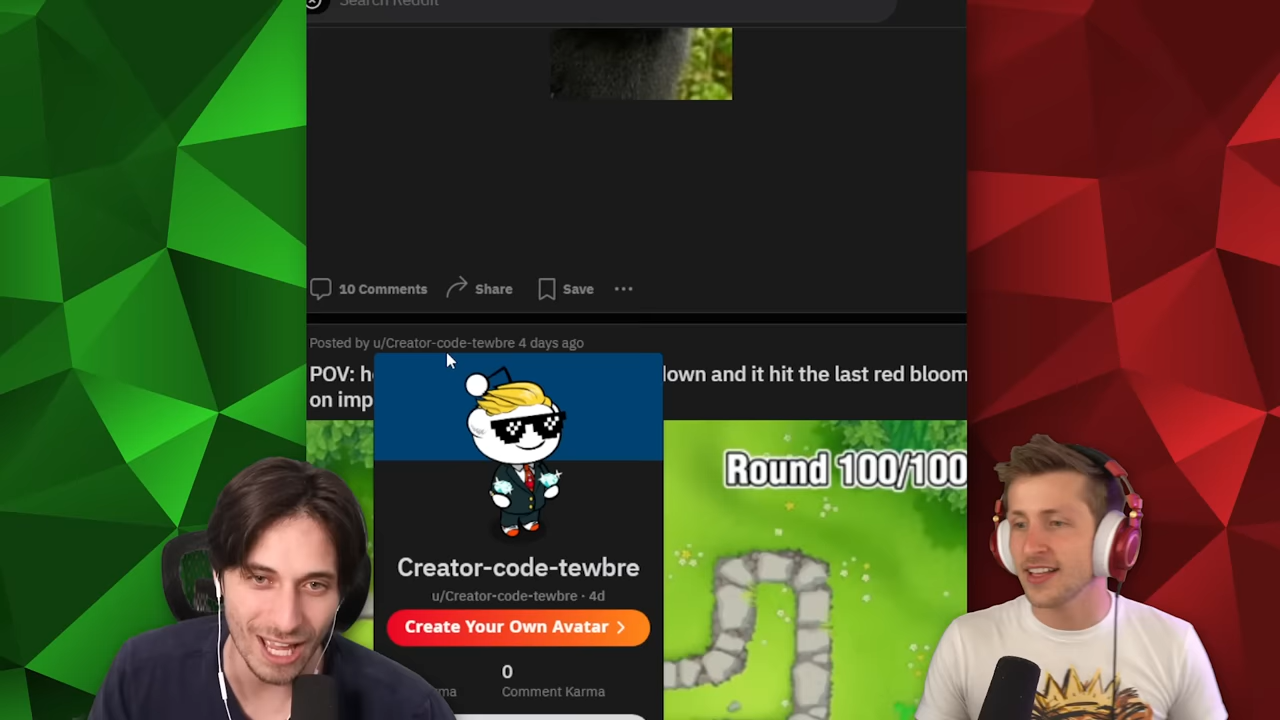 Search Reddit
10 Comments
Share
Save
Posted by u/Creator-code-tewbre 4 days ago
POV: h
down and it hit the last red bloom
on imp
Round 100/100
Creator-code-tewbre
u/Creator-code-tewbre · 4d
Create Your Own Avatar
0
ma
Comment Karma